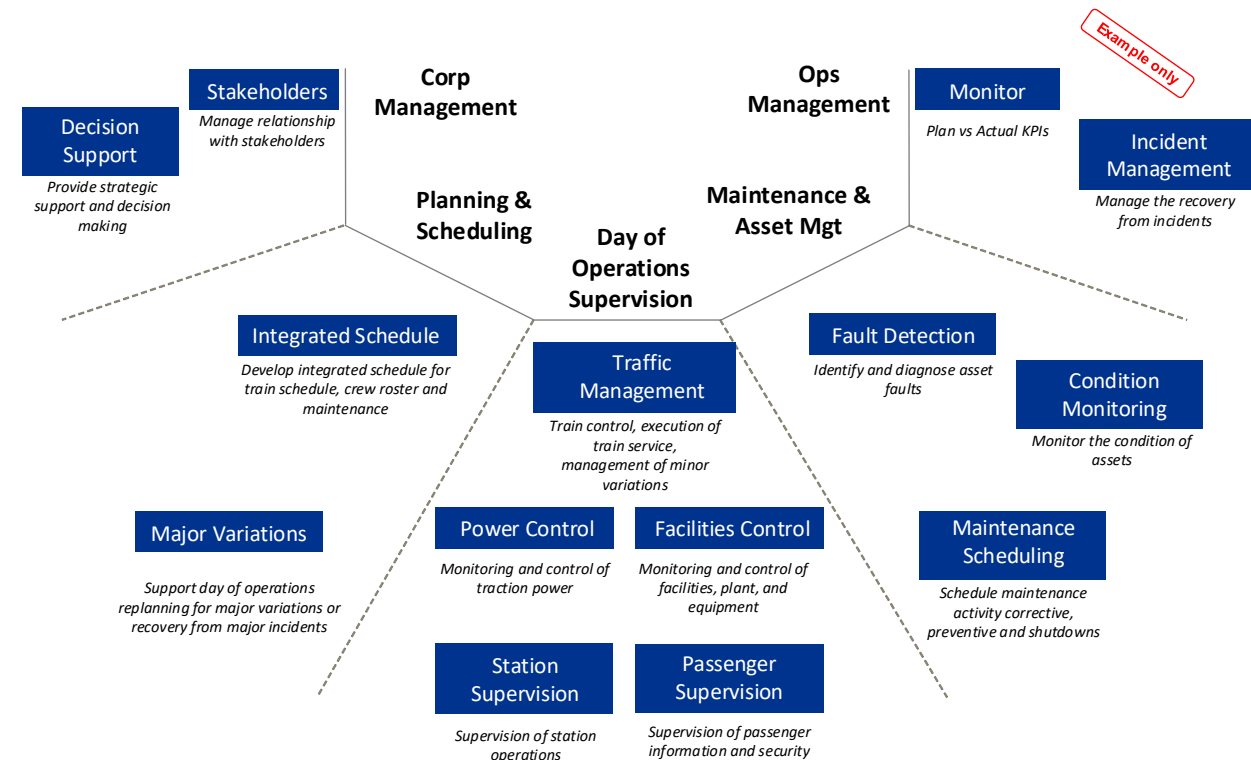 Example only
Corp
Management
Ops
Management
Stakeholders
Manage relationship
with stakeholders
Decision
Support
Provide strategic
support and decision
making
Monitor
Plan vs Actual KPIs
Incident
Management
Manage the recovery
from incidents
Planning &
Scheduling
Maintenance &
Asset Mgt
Day of
Operations
Supervision
Integrated Schedule
Develop integrated schedule for
train schedule, crew roster and
maintenance
Traffic
Management
Train control, execution of
train service,
management of minor
variations
Fault Detection
Identify and diagnose asset
faults
Condition
Monitoring
Monitor the condition of
assets
Major Variations
Support day of operations
replanning for major variations or
recovery from major incidents
Power Control
Monitoring and control of
traction power
Facilities Control
Monitoring and control of
facilities, plant, and
equipment
Maintenance
Scheduling
Schedule maintenance
activity corrective,
preventive and shutdowns
Station
Supervision
Supervision of station
operations
Passenger
Supervision
Supervision of passenger
information and security